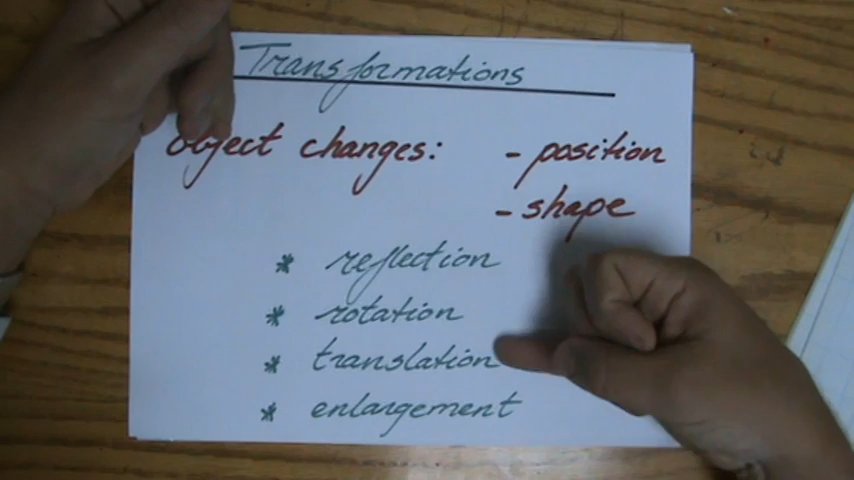 Transformations
object changes: - position
- shape
* reflection
* rotation
* translation
* enlargement